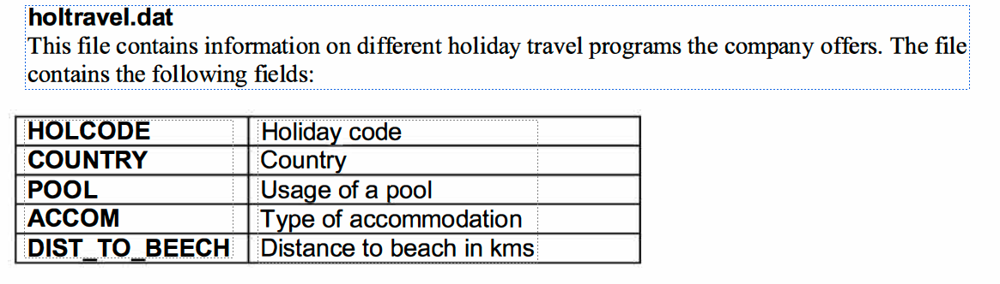 holtravel.dat
This file contains information on different holiday travel programs the company offers. The file
contains the following fields:
HOLCODE Holiday code
COUNTRY Country
POOL Usage of a pool
ACCOM Type of accommodation
DIST_TO_BEECH Distance to beach in kms